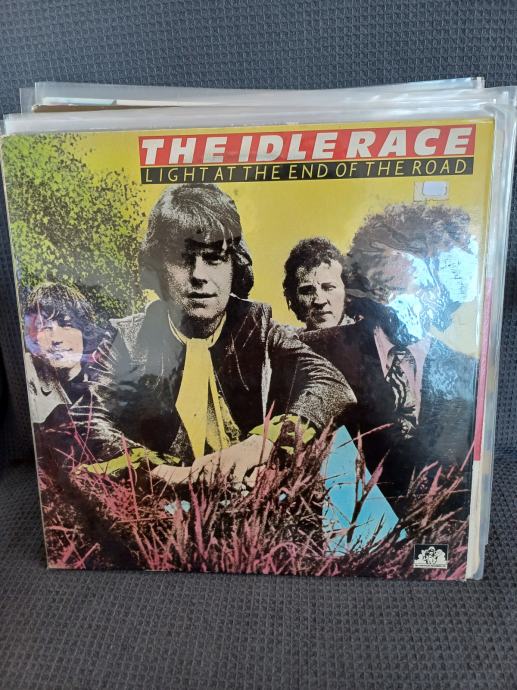 THE IDLE RACE
LIGHT AT THE END OF THE ROAD